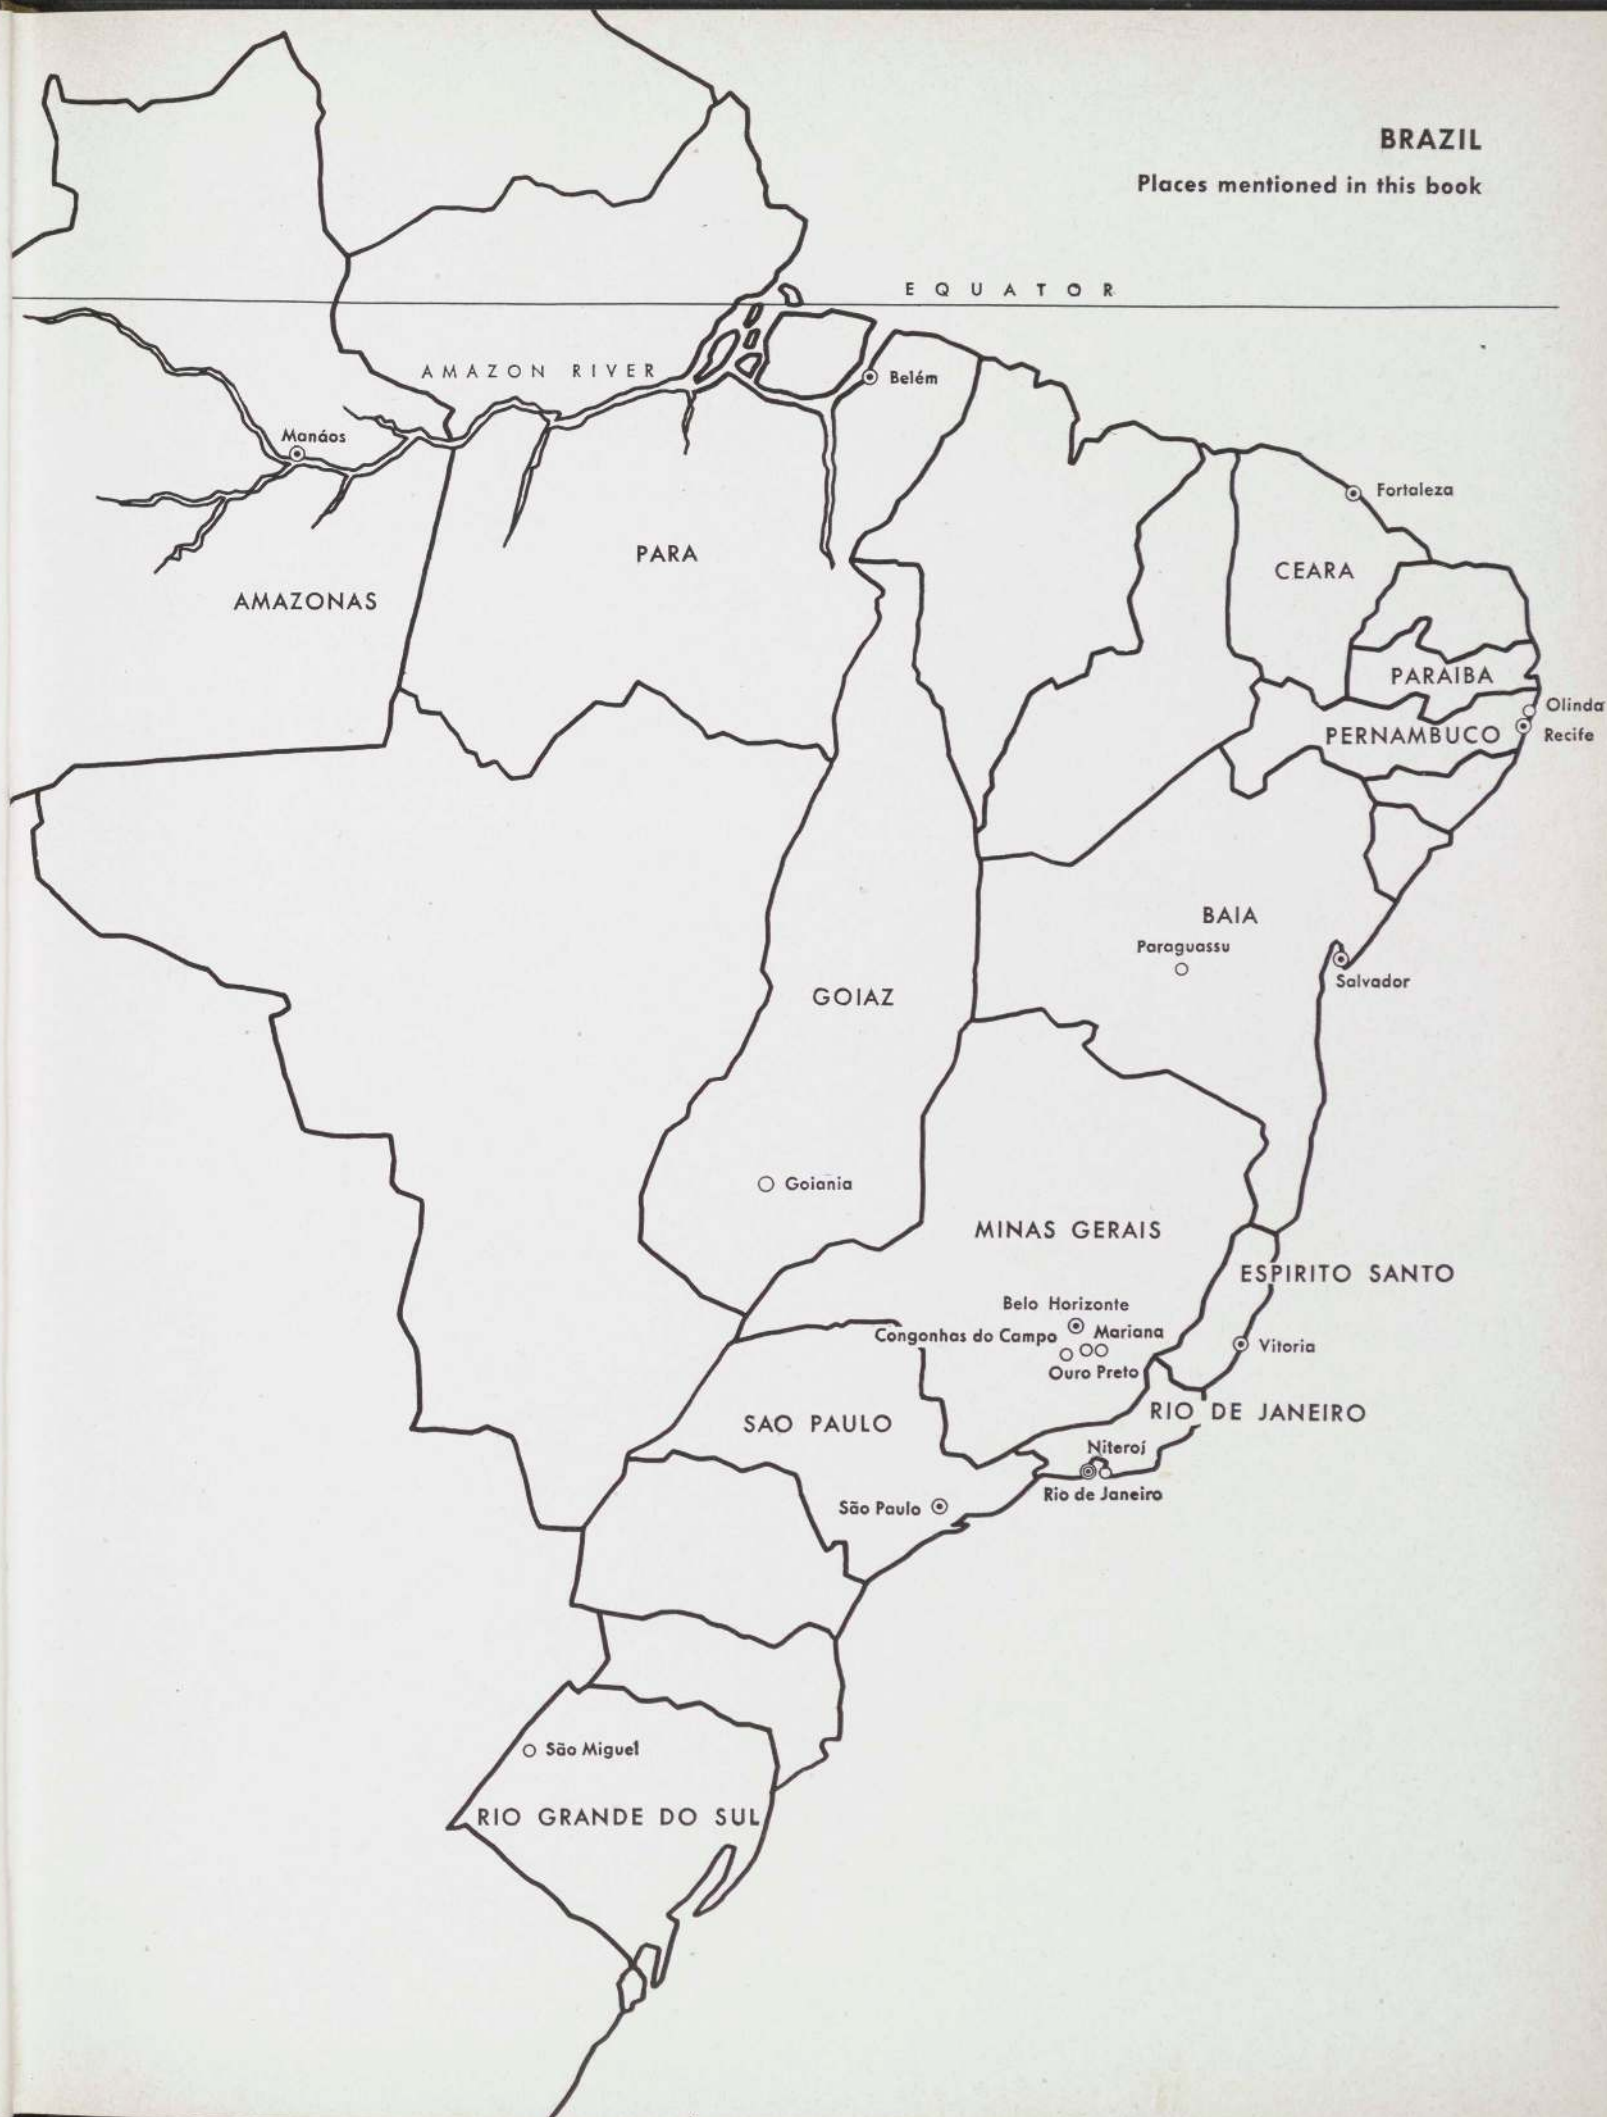 BRAZIL
Places mentioned in this book
EQUATOR
AMAZON RIVER
Belém
Manáos
Fortaleza
PARA
CEARA
AMAZONAS
PARAIBA
Olinda
PERNAMBUCO
Recife
BAIA
Paraguassu
Salvador
GOIAZ
Goiania
MINAS GERAIS
ESPIRITO SANTO
Belo Horizonte
Congonhas do Campo
Mariana
Vitoria
Ouro Preto
RIO DE JANEIRO
SAO PAULO
Niteroj
São Paulo
Rio de Janeiro
São Miguel
RIO GRANDE DO SUL